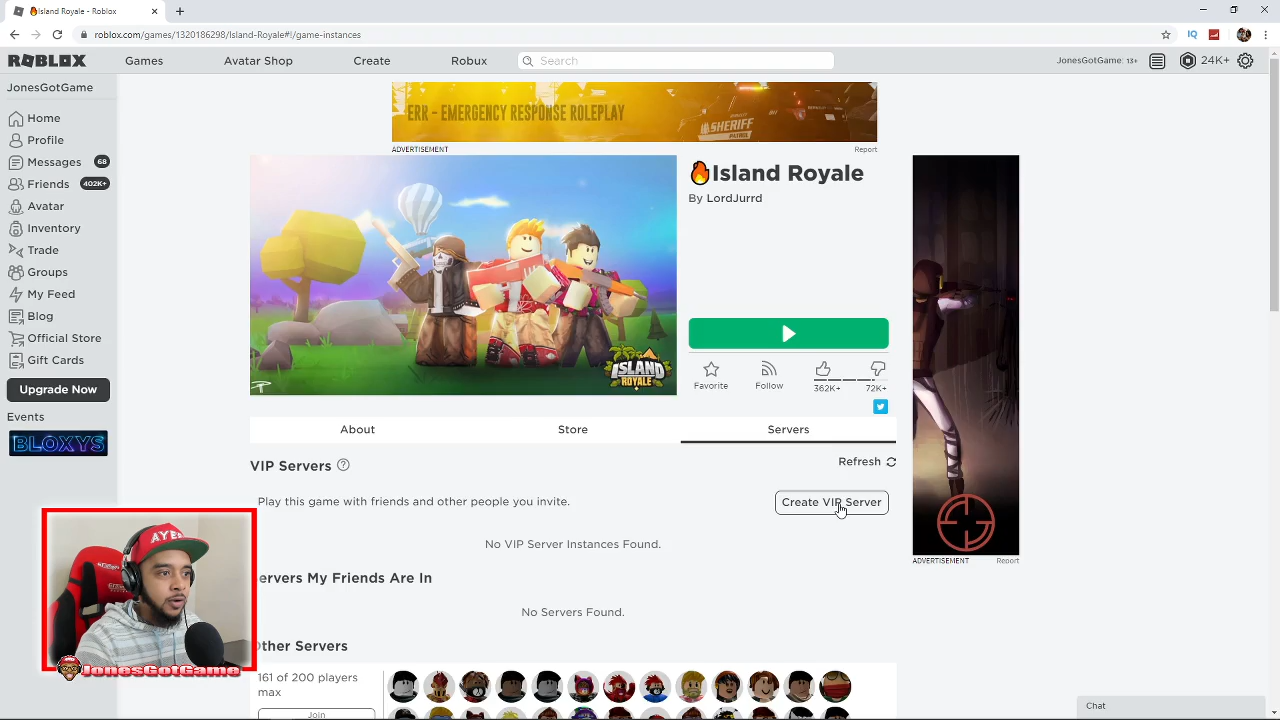 Island Royale - Roblox
roblox.com/games/1320186298/Island-Royale#!/game-instances
IQ
ROBLOX
Games
Avatar Shop
Create
Robux
Search
JonesGotGame: 13+
24K+
JonesGotGame
Home
Profile
Messages 68
Friends 402K+
Avatar
Inventory
Trade
Groups
My Feed
Blog
Official Store
Gift Cards
Upgrade Now
Events
BLOXYS
ERR - EMERGENCY RESPONSE ROLEPLAY
SHERIFF
ADVERTISEMENT
Report
ISLAND
ROYALE
Island Royale
By LordJurrd
Favorite
Follow
362K+
72K+
About
Store
Servers
VIP Servers
Refresh
Play this game with friends and other people you invite.
Create VIP Server
No VIP Server Instances Found.
ervers My Friends Are In
No Servers Found.
ther Servers
161 of 200 players
max
Join
ADVERTISEMENT
Report
Chat
AYE
JonesGotGame